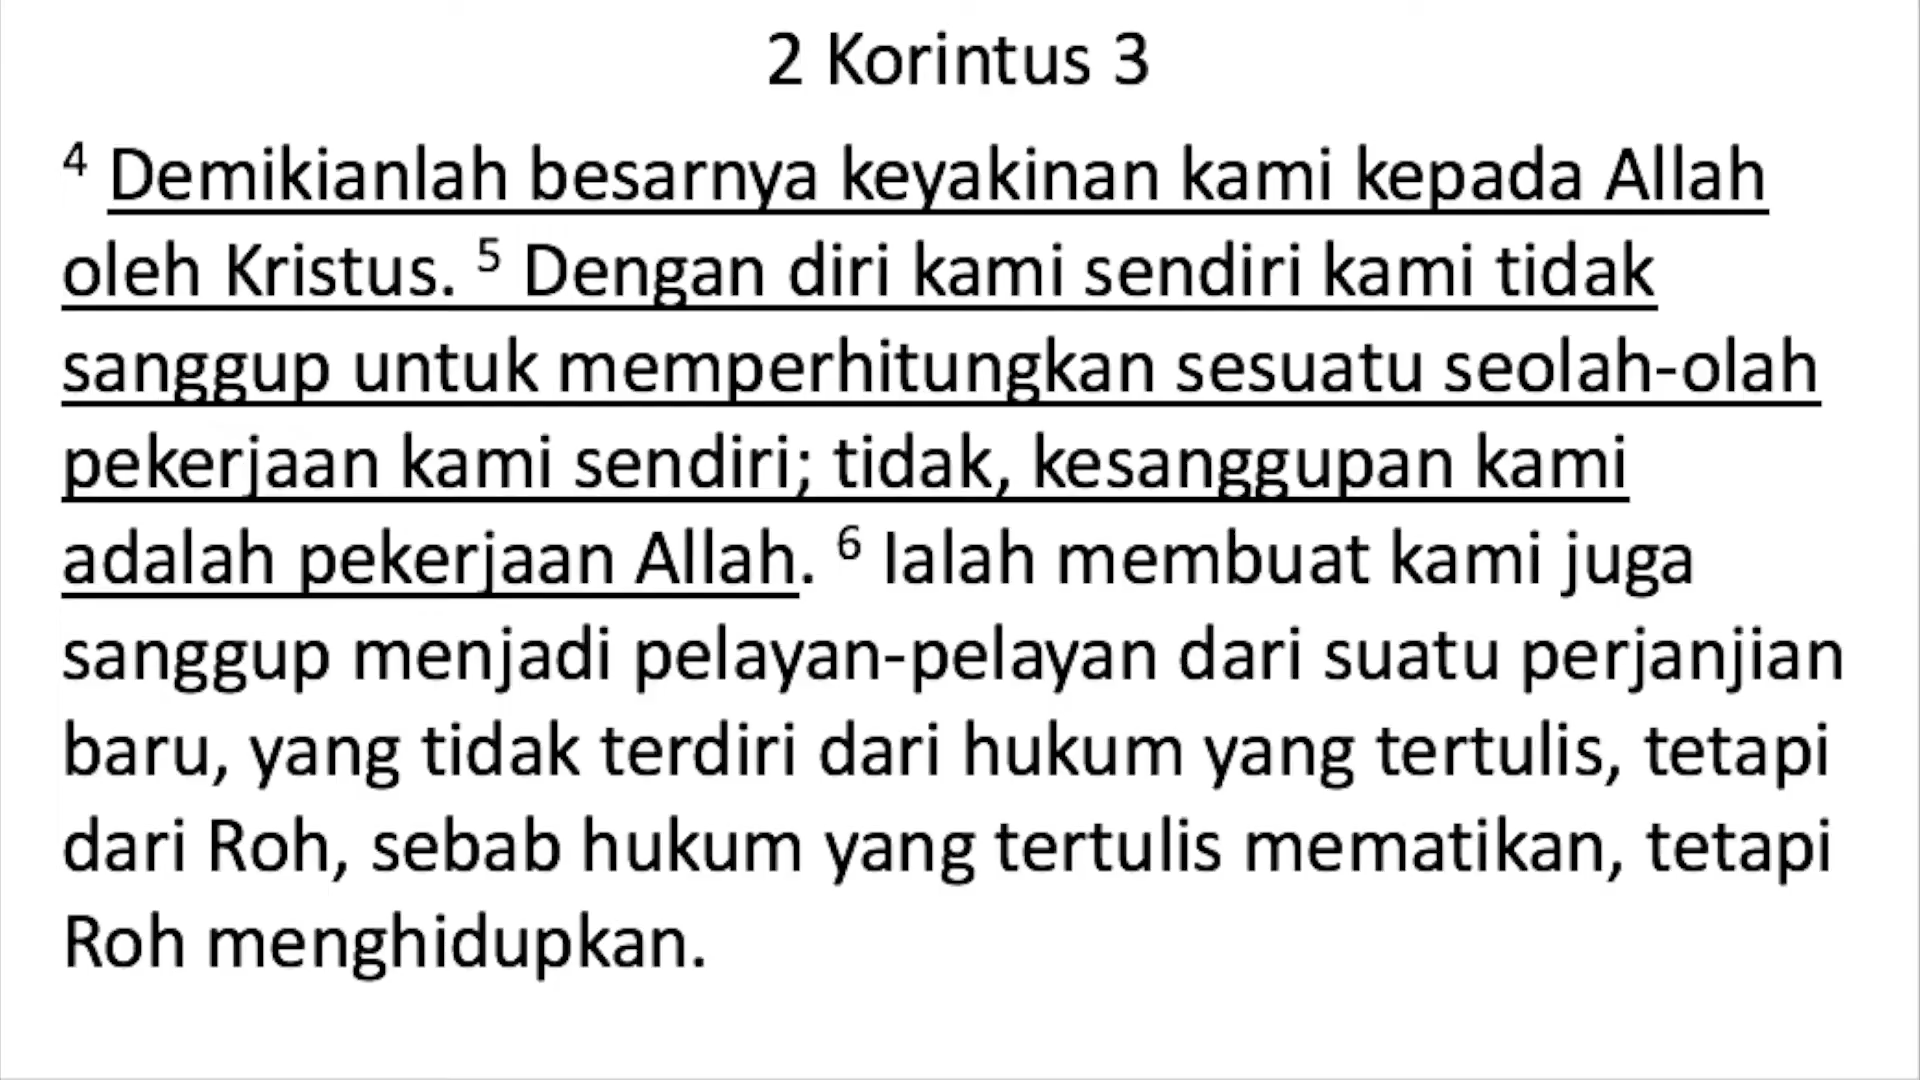 2 Korintus 3
4 Demikianlah besarnya keyakinan kami kepada Allah
oleh Kristus. 5 Dengan diri kami sendiri kami tidak
sanggup untuk memperhitungkan sesuatu seolah-olah
pekerjaan kami sendiri; tidak, kesanggupan kami
adalah pekerjaan Allah. 6 Ialah membuat kami juga
sanggup menjadi pelayan-pelayan dari suatu perjanjian
baru, yang tidak terdiri dari hukum yang tertulis, tetapi
dari Roh, sebab hukum yang tertulis mematikan, tetapi
Roh menghidupkan.